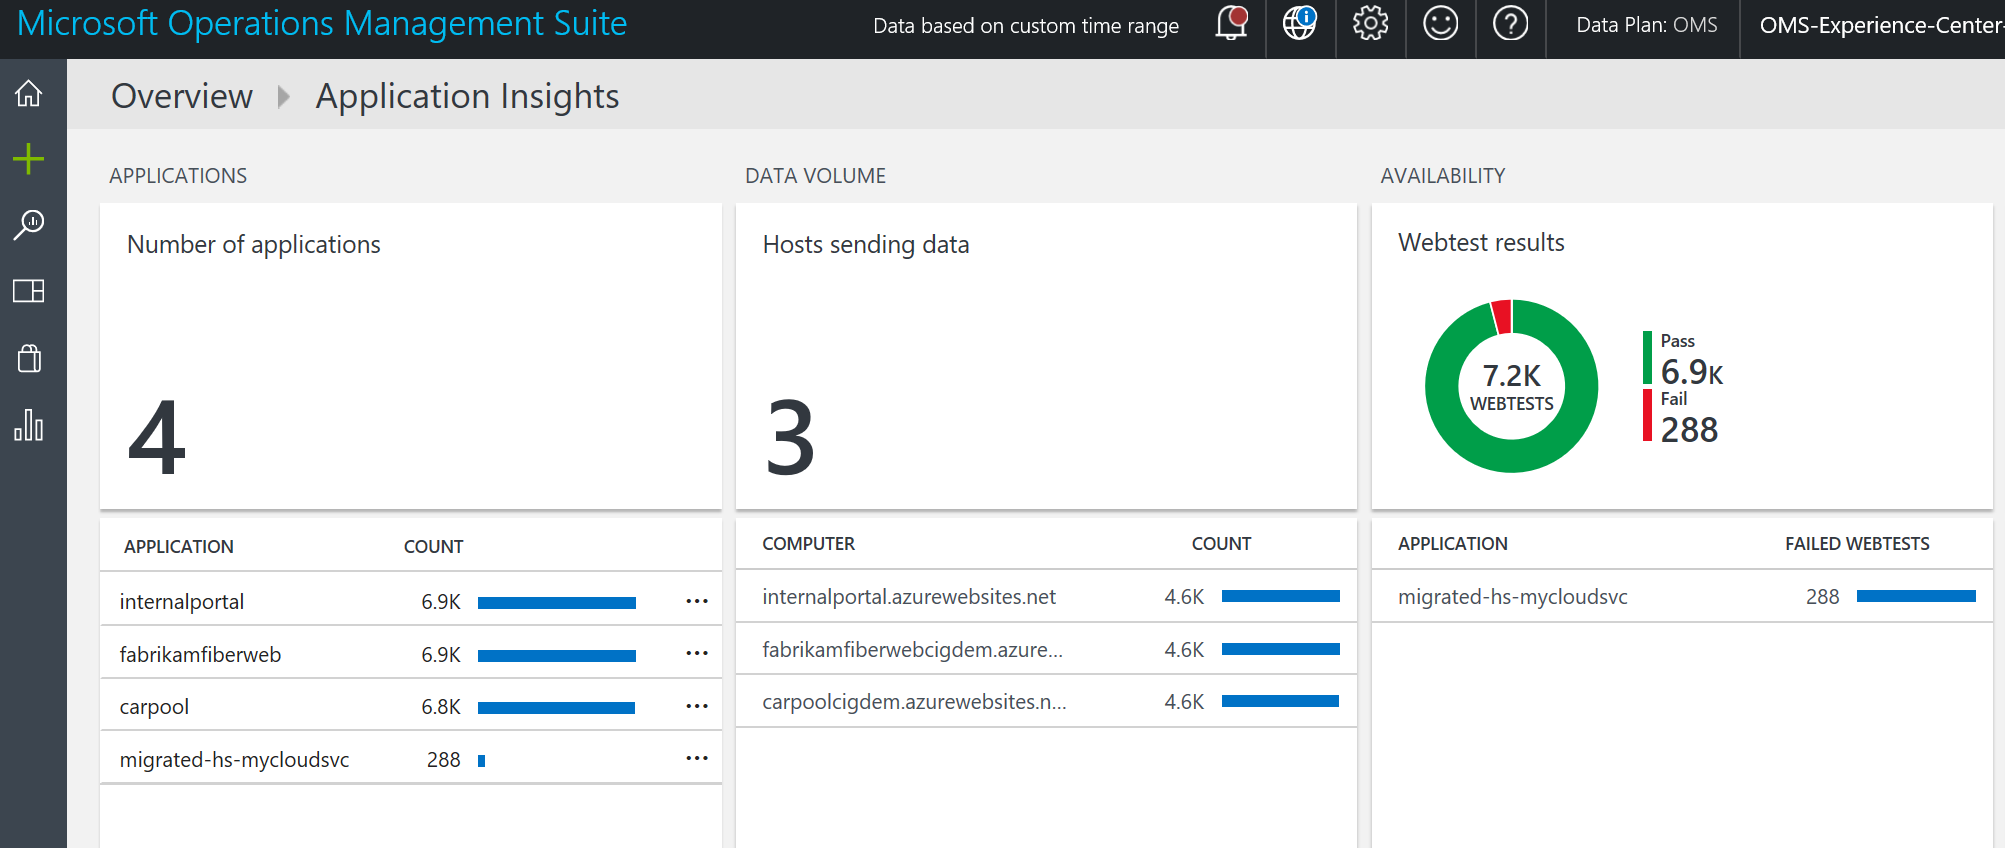 Microsoft Operations Management Suite
Data based on custom time range
Data Plan: OMS
OMS-Experience-Center-
Overview
Application Insights
APPLICATIONS
Number of applications
4
APPLICATION COUNT
internalportal 6.9K
fabrikamfiberweb 6.9K
carpool 6.8K
migrated-hs-mycloudsvc 288
DATA VOLUME
Hosts sending data
3
COMPUTER COUNT
internalportal.azurewebsites.net 4.6K
fabrikamfiberwebcigdem.azure... 4.6K
carpoolcigdem.azurewebsites.n... 4.6K
AVAILABILITY
Webtest results
7.2K
WEBTESTS
Pass
6.9K
Fail
288
APPLICATION FAILED WEBTESTS
migrated-hs-mycloudsvc 288